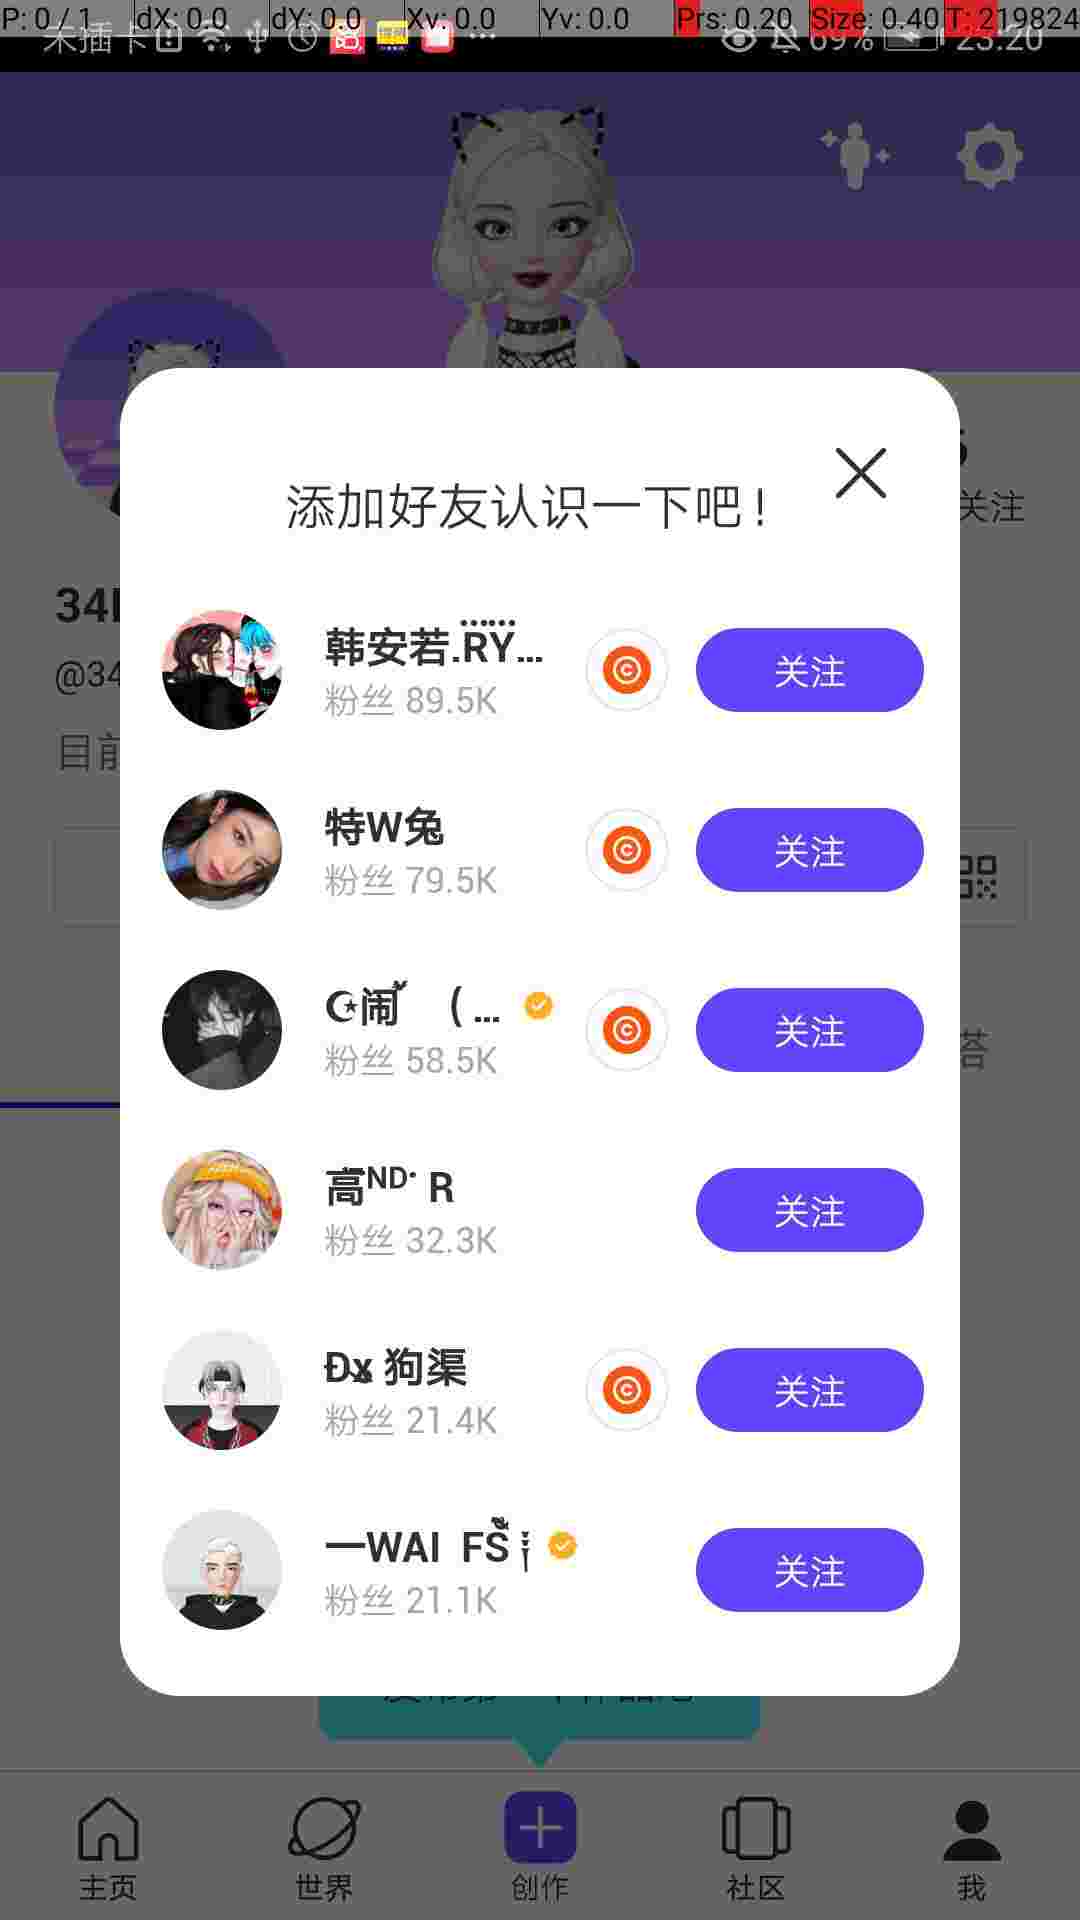 P: 0 / 1 dX: 0.0 dY: 0.0 Xv: 0.0 Yv: 0.0 Prs: 0.20 Size: 0.40 T: 219824
未插卡 69% 23:20
关注
添加好友认识一下吧!
34
@34
目前
韩安若.RY...
粉丝 89.5K
关注
特W兔
粉丝 79.5K
关注
☪闹 ( ...
粉丝 58.5K
关注
答
高ᴺᴰ· R
粉丝 32.3K
关注
Ðx 狗渠
粉丝 21.4K
关注
一WAI FS
粉丝 21.1K
关注
主页
世界
创作
社区
我